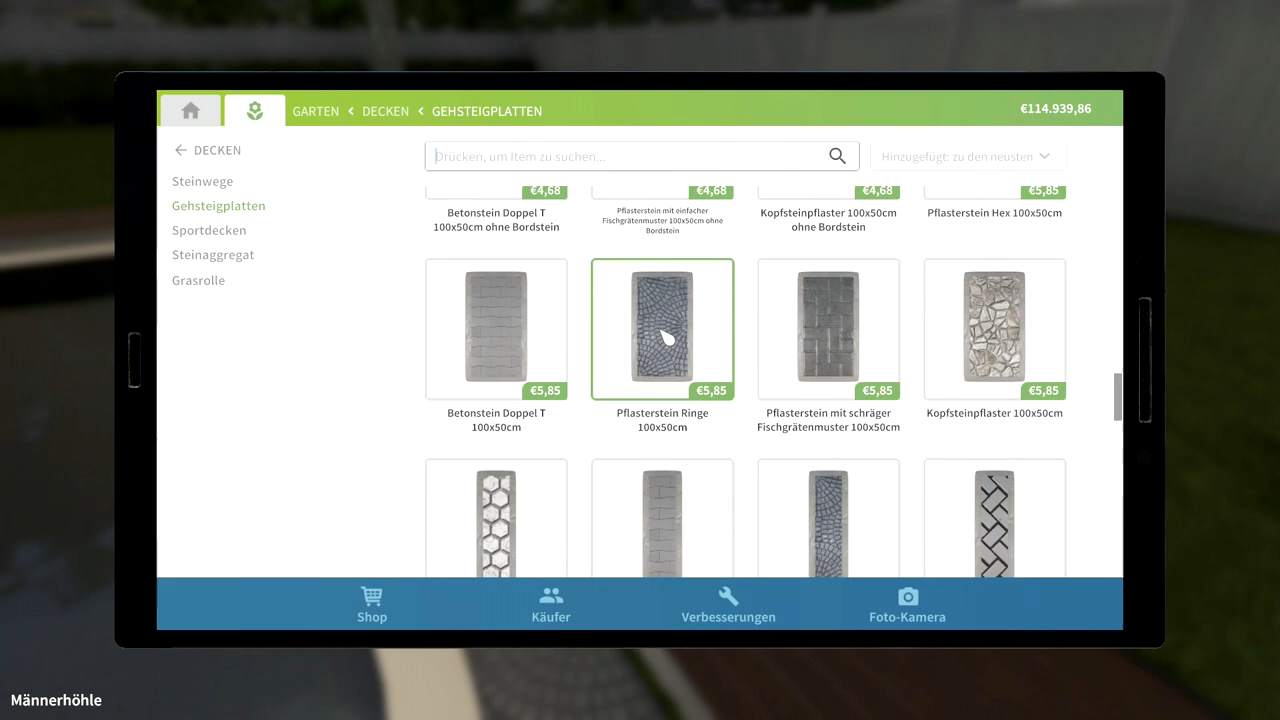 GARTEN < DECKEN < GEHSTEIGPLATTEN
€114.939,86
DECKEN
Drücken, um Item zu suchen...
Hinzugefügt: zu den neusten
Steinwege
Gehsteigplatten
Sportdecken
Steinaggregat
Grasrolle
€4,68
€4,68
€4,68
€5,85
Betonstein Doppel T
100x50cm ohne Bordstein
Pflasterstein mit einfacher
Fischgrätenmuster 100x50cm ohne
Bordstein
Kopfsteinpflaster 100x50cm
ohne Bordstein
Pflasterstein Hex 100x50cm
€5,85
€5,85
€5,85
€5,85
Betonstein Doppel T
100x50cm
Pflasterstein Ringe
100x50cm
Pflasterstein mit schräger
Fischgrätenmuster 100x50cm
Kopfsteinpflaster 100x50cm
Shop
Käufer
Verbesserungen
Foto-Kamera
Männerhöhle